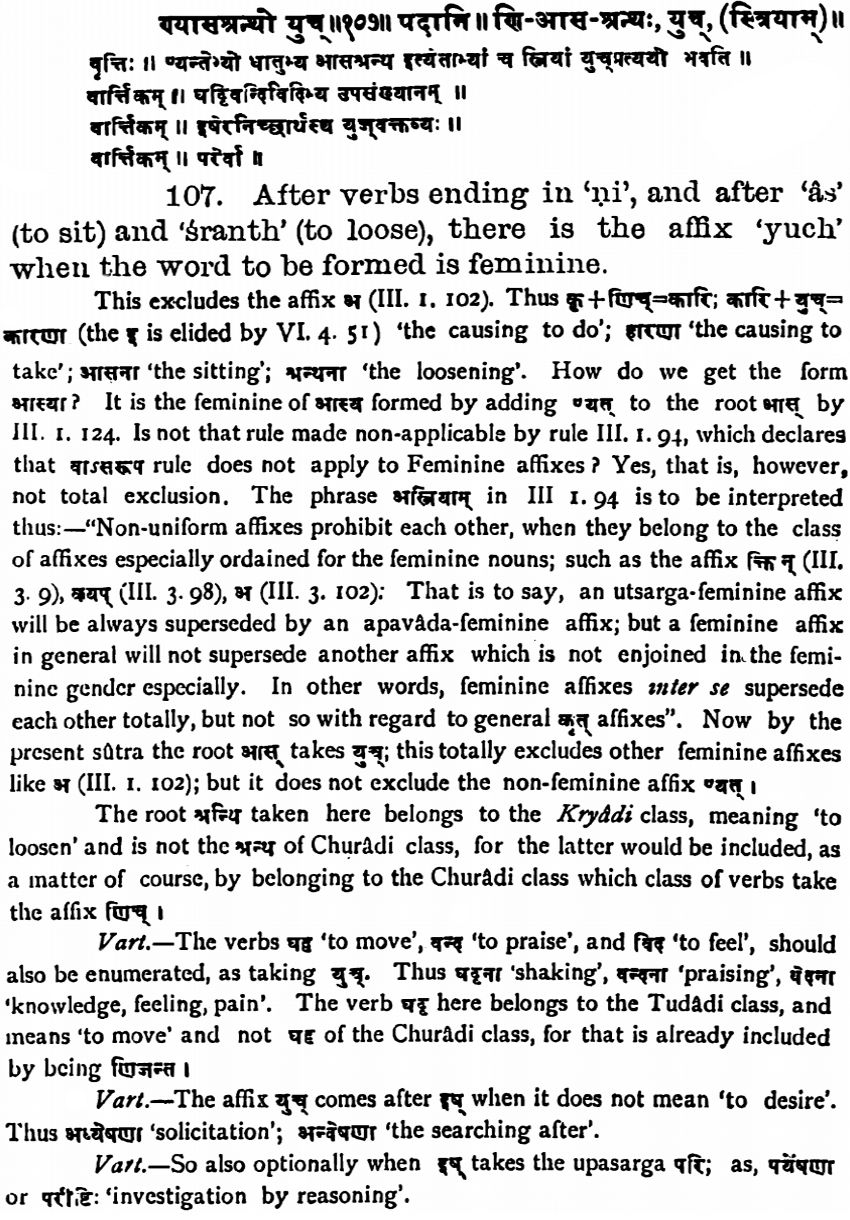 ण्यासश्रन्थो युच् ॥१०७॥ पदानि ॥ णि-आस-श्रन्थः, युच्, (स्त्रियाम्) ॥
वृत्तिः ॥ ण्यन्तेभ्यो धातुभ्य आसश्रन्थ इत्येताभ्यां च स्त्रियां युच्प्रत्ययो भवति ॥
वार्त्तिकम् ॥ घट्टिवन्दिविदिभ्य उपसंख्यानम् ॥
वार्त्तिकम् ॥ इषेरनिच्छार्थस्य युज्वक्तव्यः ॥
वार्त्तिकम् ॥ परेर्वा ॥
107. After verbs ending in ‘ṇi’, and after ‘âs’
(to sit) and ‘śranth’ (to loose), there is the affix ‘yuch’
when the word to be formed is feminine.
This excludes the affix अ (III. 1. 102). Thus कृ+णिच्=कारि; कारि+युच्=
कारणा (the इ is elided by VI. 4. 51) ‘the causing to do’; हारणा ‘the causing to
take’; आसना ‘the sitting’; श्रन्थना ‘the loosening’. How do we get the form
आस्या? It is the feminine of आस्य formed by adding ण्यत् to the root आस् by
III. 1. 124. Is not that rule made non-applicable by rule III. 1. 94, which declares
that वाऽसरूप rule does not apply to Feminine affixes? Yes, that is, however,
not total exclusion. The phrase अस्त्रियाम् in III 1. 94 is to be interpreted
thus:—“Non-uniform affixes prohibit each other, when they belong to the class
of affixes especially ordained for the feminine nouns; such as the affix क्तिन् (III.
3. 9), क्यप् (III. 3. 98), अ (III. 3. 102): That is to say, an utsarga-feminine affix
will be always superseded by an apavâda-feminine affix; but a feminine affix
in general will not supersede another affix which is not enjoined in the femi-
nine gender especially. In other words, feminine affixes inter se supersede
each other totally, but not so with regard to general कृत् affixes”. Now by the
present sûtra the root आस् takes युच्; this totally excludes other feminine affixes
like अ (III. 1. 102); but it does not exclude the non-feminine affix ण्यत् ।
The root श्रन्थि taken here belongs to the Kryâdi class, meaning ‘to
loosen’ and is not the श्रन्थ of Churâdi class, for the latter would be included, as
a matter of course, by belonging to the Churâdi class which class of verbs take
the affix णिच् ।
Vart.—The verbs घट्ट ‘to move’, वन्द ‘to praise’, and विद ‘to feel’, should
also be enumerated, as taking युच्. Thus घट्टना ‘shaking’, वन्दना ‘praising’, वेदना
‘knowledge, feeling, pain’. The verb घट्ट here belongs to the Tudâdi class, and
means ‘to move’ and not घट्ट of the Churâdi class, for that is already included
by being णिजन्त ।
Vart.—The affix युच् comes after इष् when it does not mean ‘to desire’.
Thus अध्येषणा ‘solicitation’; अन्वेषणा ‘the searching after’.
Vart.—So also optionally when इष् takes the upasarga परि; as, पर्येषणा
or परीष्टिः ‘investigation by reasoning’.